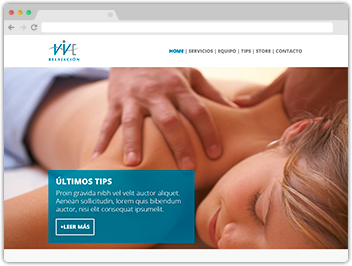 VIVE
RELAJACIÓN
HOME | SERVICIOS | EQUIPO | TIPS | STORE | CONTACTO
ÚLTIMOS TIPS
Proin gravida nibh vel velit auctor aliquet.
Aenean sollicitudin, lorem quis bibendum
auctor, nisi elit consequat ipsumelit.
+LEER MÁS